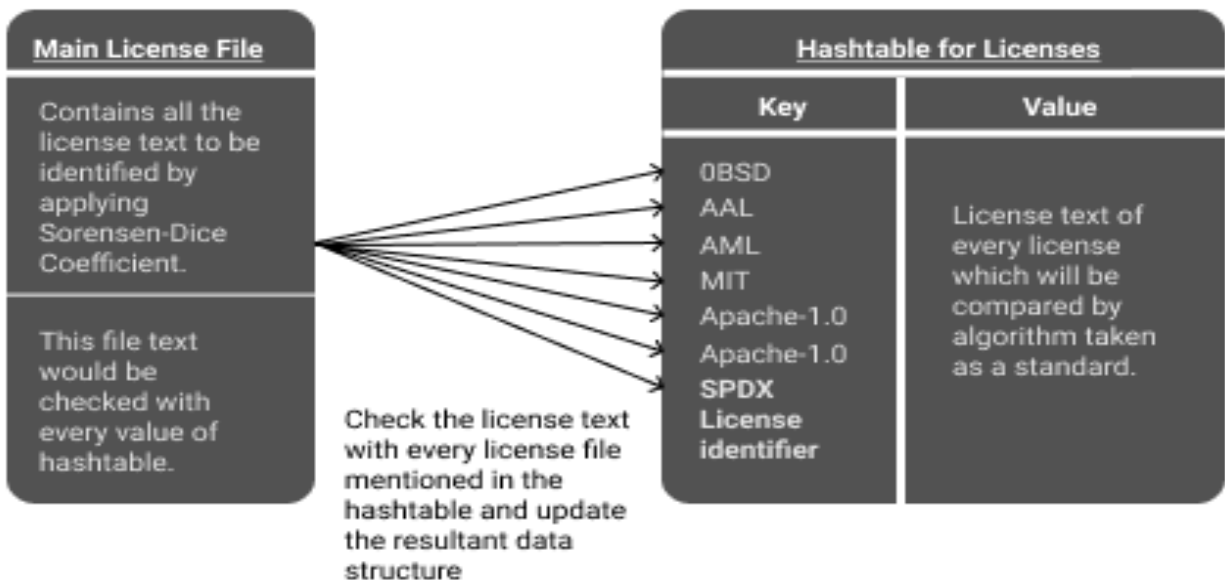 Main License File
Contains all the
license text to be
identified by
applying
Sorensen-Dice
Coefficient.
This file text
would be
checked with
every value of
hashtable.
Check the license text
with every license file
mentioned in the
hashtable and update
the resultant data
structure
Hashtable for Licenses
Key
Value
0BSD
AAL
AML
MIT
Apache-1.0
Apache-1.0
SPDX
License
identifier
License text of
every license
which will be
compared by
algorithm taken
as a standard.